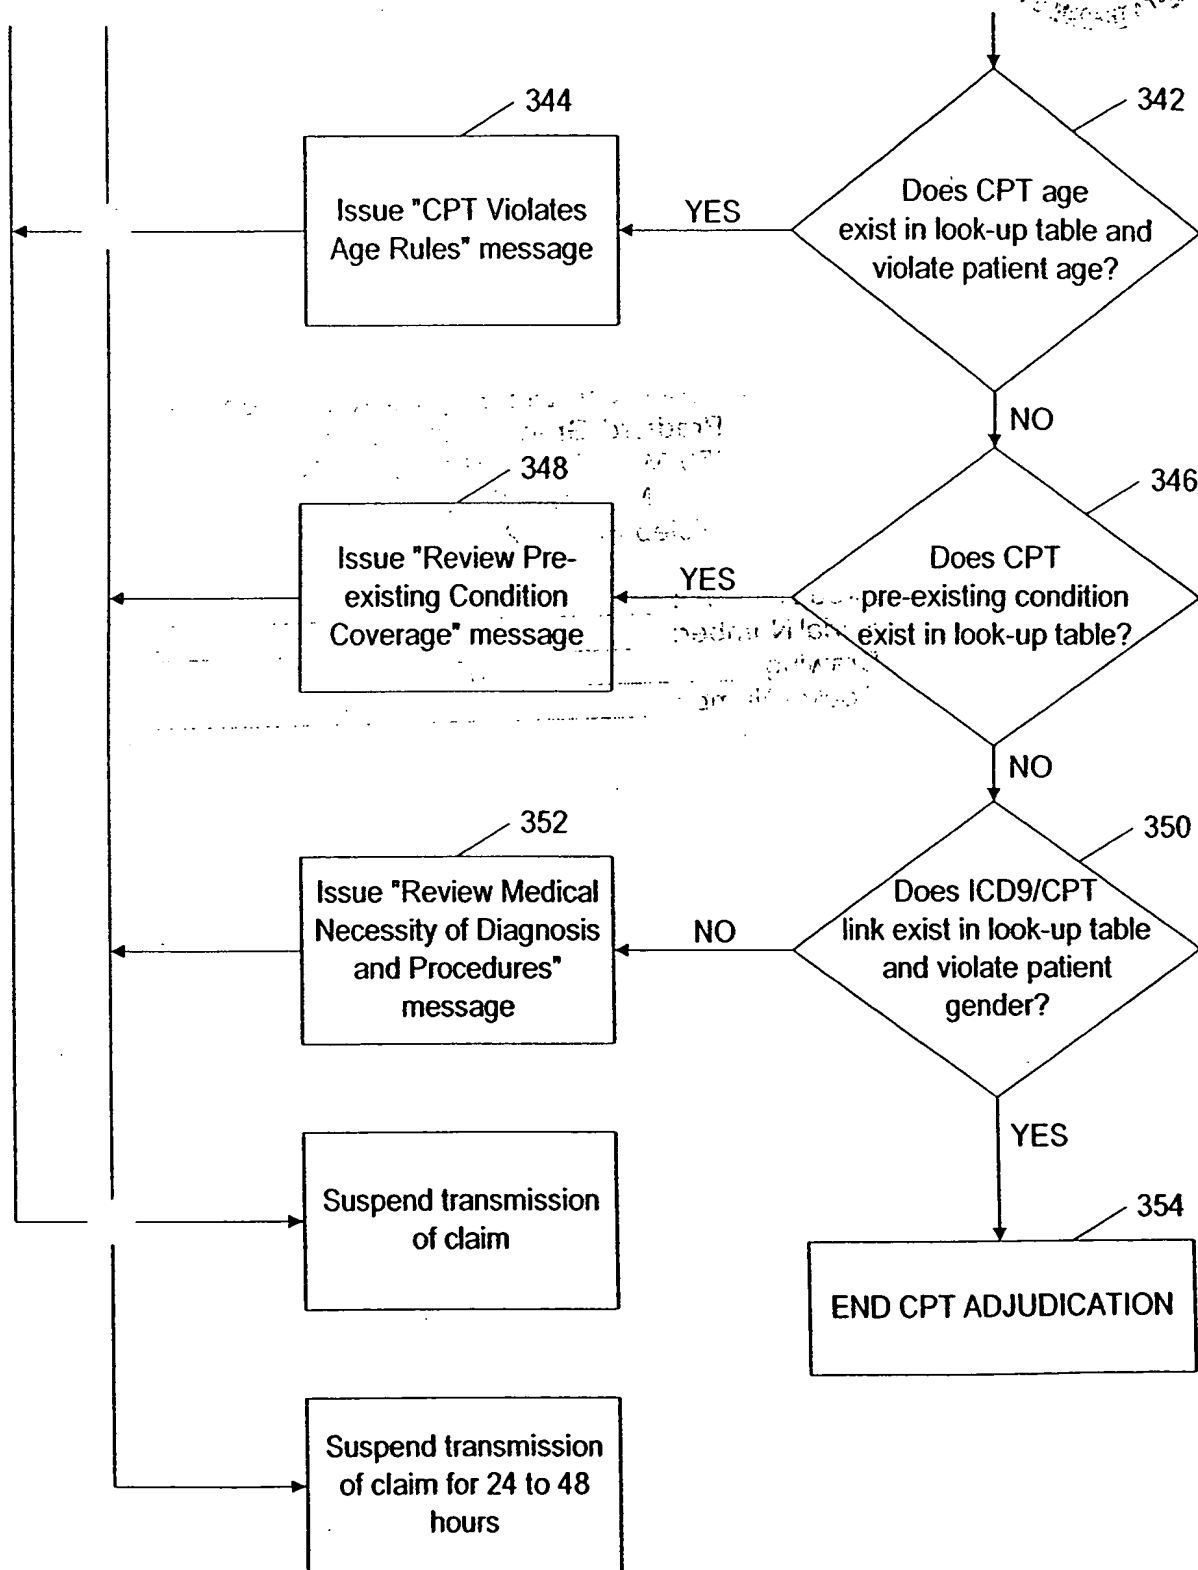 344
342
Issue "CPT Violates
Age Rules" message
YES
Does CPT age
exist in look-up table and
violate patient age?
NO
348
346
Issue "Review Pre-
existing Condition
Coverage" message
YES
Does CPT
pre-existing condition
exist in look-up table?
NO
352
350
Issue "Review Medical
Necessity of Diagnosis
and Procedures"
message
NO
Does ICD9/CPT
link exist in look-up table
and violate patient
gender?
YES
Suspend transmission
of claim
354
END CPT ADJUDICATION
Suspend transmission
of claim for 24 to 48
hours